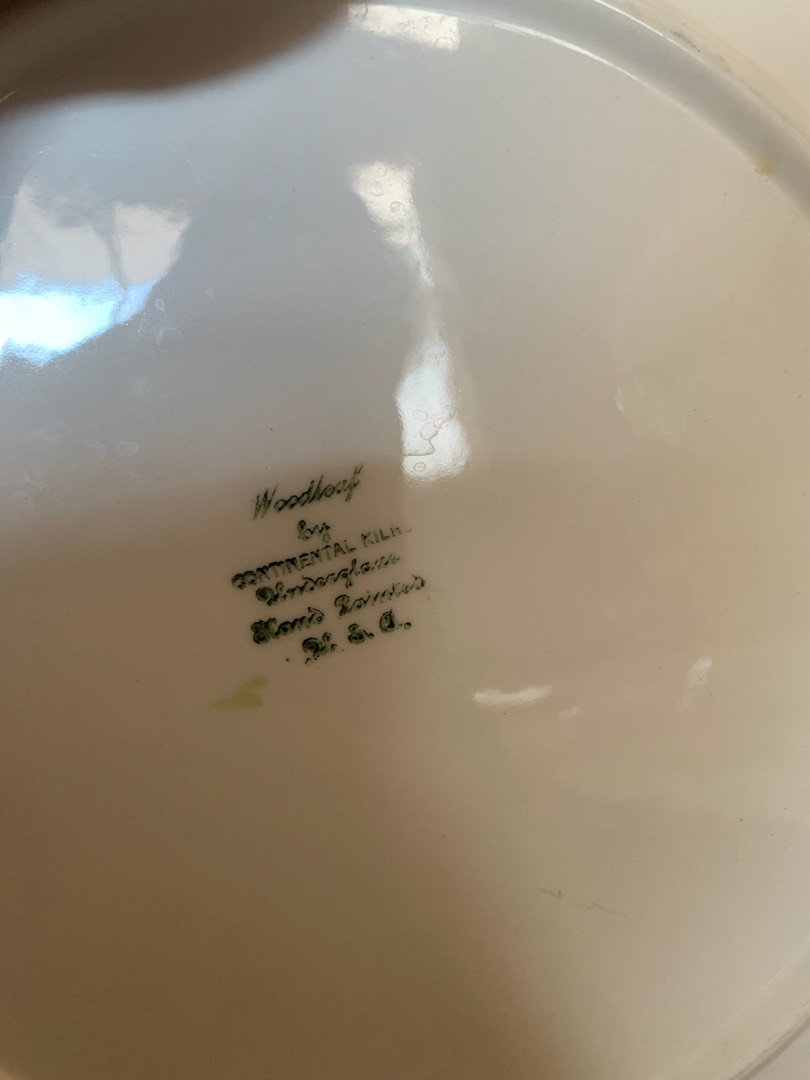 Woodleaf
by
CONTINENTAL KILNS
Underglaze
Hand Painted
U. S. A.